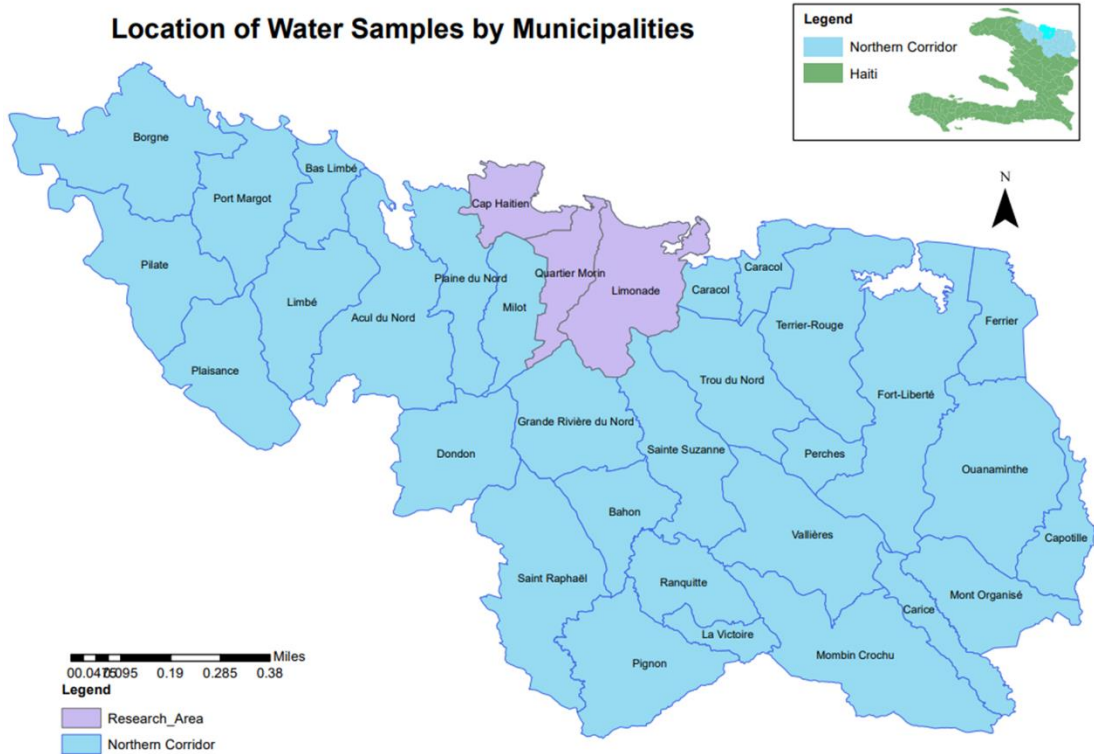 Location of Water Samples by Municipalities
Legend
Northern Corridor
Haiti
N
Borgne
Port Margot
Bas Limbé
Cap Haitien
Pilate
Limbé
Acul du Nord
Plaine du Nord
Milot
Quartier Morin
Limonade
Caracol
Caracol
Terrier-Rouge
Ferrier
Plaisance
Trou du Nord
Fort-Liberté
Dondon
Grande Rivière du Nord
Sainte Suzanne
Perches
Ouanaminthe
Bahon
Vallières
Capotille
Saint Raphaël
Ranquitte
Carice
Mont Organisé
La Victoire
Pignon
Mombin Crochu
Miles
0.19 0.285 0.38
Legend
Research_Area
Northern Corridor